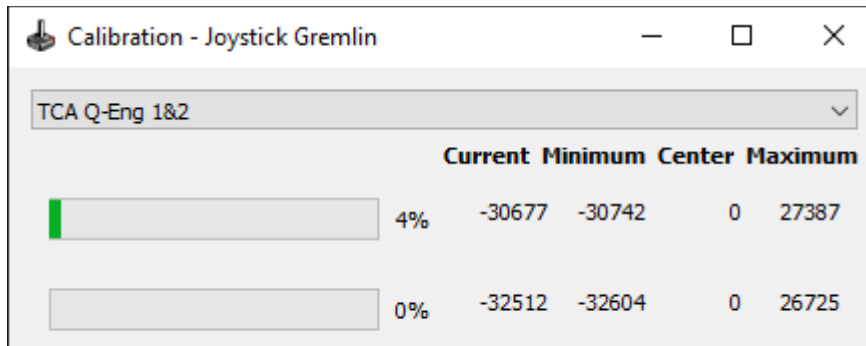 Calibration - Joystick Gremlin
TCA Q-Eng 1&2
Current Minimum Center Maximum
4% -30677 -30742 0 27387
0% -32512 -32604 0 26725